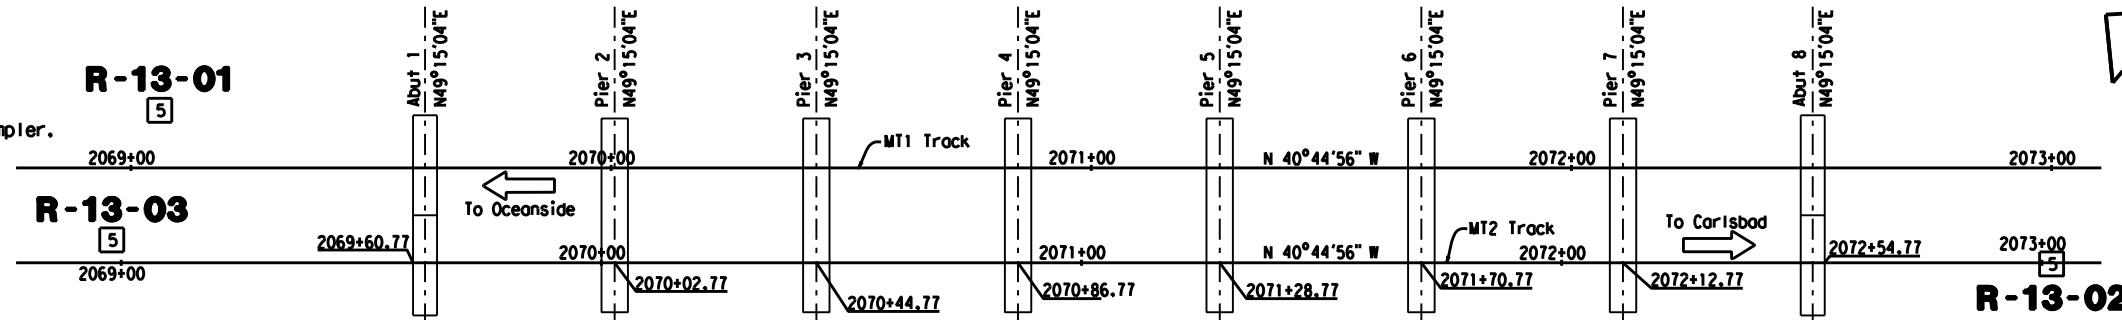 Abut 1
N49°15'04"E
Pier 2
N49°15'04"E
Pier 3
N49°15'04"E
Pier 4
N49°15'04"E
Pier 5
N49°15'04"E
Pier 6
N49°15'04"E
Pier 7
N49°15'04"E
Abut 8
N49°15'04"E
R-13-01
5
mpler.
2069+00
2070+00
MT1 Track
2071+00
N 40°44'56" W
2072+00
2073+00
To Oceanside
R-13-03
5
2069+00
2069+60.77
2070+00
2070+02.77
2070+44.77
2071+00
2070+86.77
N 40°44'56" W
2071+28.77
MT2 Track
2071+70.77
2072+00
2072+12.77
To Carlsbad
2072+54.77
2073+00
5
R-13-02